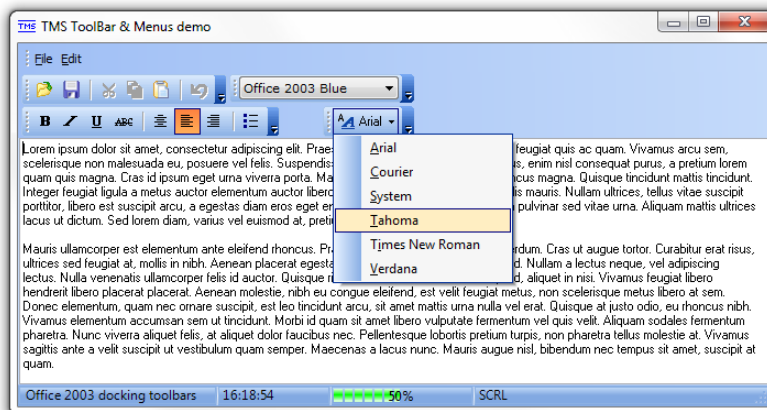 TMS TMS ToolBar & Menus demo
File Edit
Office 2003 Blue
B I U ABC Arial
Arial
Courier
System
Tahoma
Times New Roman
Verdana
Lorem ipsum dolor sit amet, consectetur adipiscing elit. Prae feugiat quis ac quam. Vivamus arcu sem,
scelerisque non malesuada eu, posuere vel felis. Suspendis s, enim nisl consequat purus, a pretium lorem
quam quis magna. Cras id ipsum eget urna viverra porta. Ma cus magna. Quisque tincidunt mattis tincidunt.
Integer feugiat ligula a metus auctor elementum auctor liberc lis mauris. Nullam ultrices, tellus vitae suscipit
porttitor, libero est suscipit arcu, a egestas diam eros eget er pulvinar sed vitae urna. Aliquam mattis ultrices
lacus ut dictum. Sed lorem diam, varius vel euismod at, preti
Mauris ullamcorper est elementum ante eleifend rhoncus. Pr erdum. Cras ut augue tortor. Curabitur erat risus,
ultrices sed feugiat at, mollis in nibh. Aenean placerat egesta d. Nullam a lectus neque, vel adipiscing
lectus. Nulla venenatis ullamcorper felis id auctor. Quisque r d, aliquet in nisi. Vivamus feugiat libero
hendrerit libero placerat placerat. Aenean molestie, nibh eu congue eleifend, est velit feugiat metus, non scelerisque metus libero at sem.
Donec elementum, quam nec ornare suscipit, est leo tincidunt arcu, sit amet mattis urna nulla vel erat. Quisque at justo odio, eu rhoncus nibh.
Vivamus elementum accumsan sem ut tincidunt. Morbi id quam sit amet libero vulputate fermentum vel quis velit. Aliquam sodales fermentum
pharetra. Nunc viverra aliquet felis, at aliquet dolor faucibus nec. Pellentesque lobortis pretium turpis, non pharetra tellus molestie at. Vivamus
sagittis ante a velit suscipit ut vestibulum quam semper. Maecenas a lacus nunc. Mauris augue nisl, bibendum nec tempus sit amet, suscipit at
quam.
Office 2003 docking toolbars 16:18:54 50% SCRL